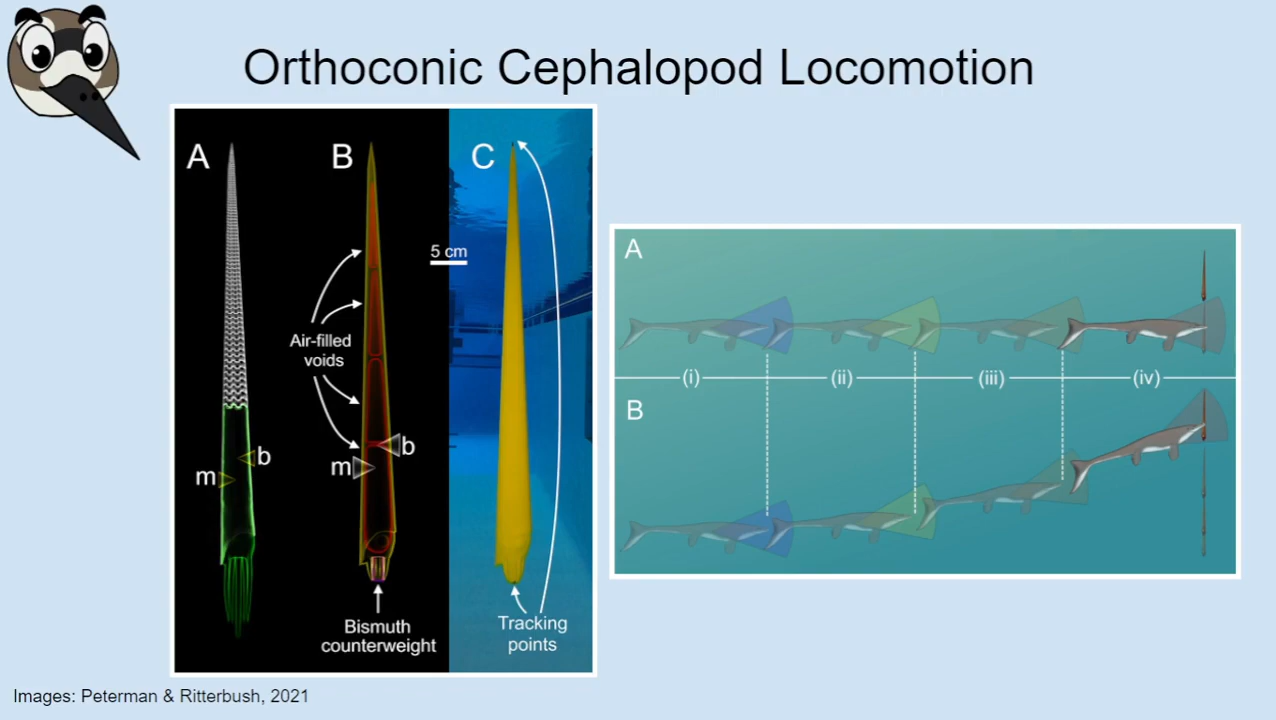 Orthoconic Cephalopod Locomotion
A
B
C
5 cm
Air-filled
voids
b
m
b
m
Bismuth
counterweight
Tracking
points
A
(i)
(ii)
(iii)
(iv)
B
Images: Peterman & Ritterbush, 2021